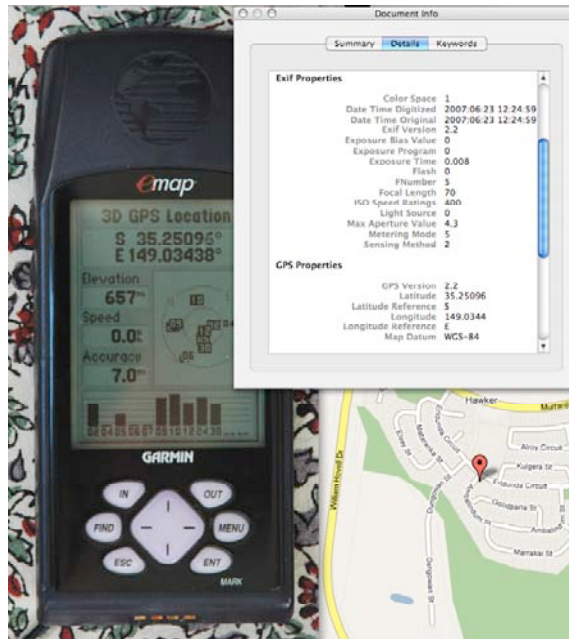 Document Info
Summary Details Keywords
Exif Properties
Color Space 1
Date Time Digitized 2007:06:23 12:24:59
Date Time Original 2007:06:23 12:24:59
Exif Version 2.2
Exposure Bias Value 0
Exposure Program 0
Exposure Time 0.008
Flash 0
FNumber 5
Focal Length 70
ISO Speed Ratings 400
Light Source 0
Max Aperture Value 4.3
Metering Mode 5
Sensing Method 2
GPS Properties
GPS Version 2.2
Latitude 35.25096
Latitude Reference S
Longitude 149.0344
Longitude Reference E
Map Datum WGS-84
emap
3D GPS Location
S 35.25096°
E 149.03438°
Elevation
657
Speed
0.0
Accuracy
7.0
GARMIN
IN OUT
FIND MENU
ESC ENT
MARK
Hawker
William Hovell Dr
Alroy Circuit
Kulgera St
Erldunda Circuit
Marrakai St